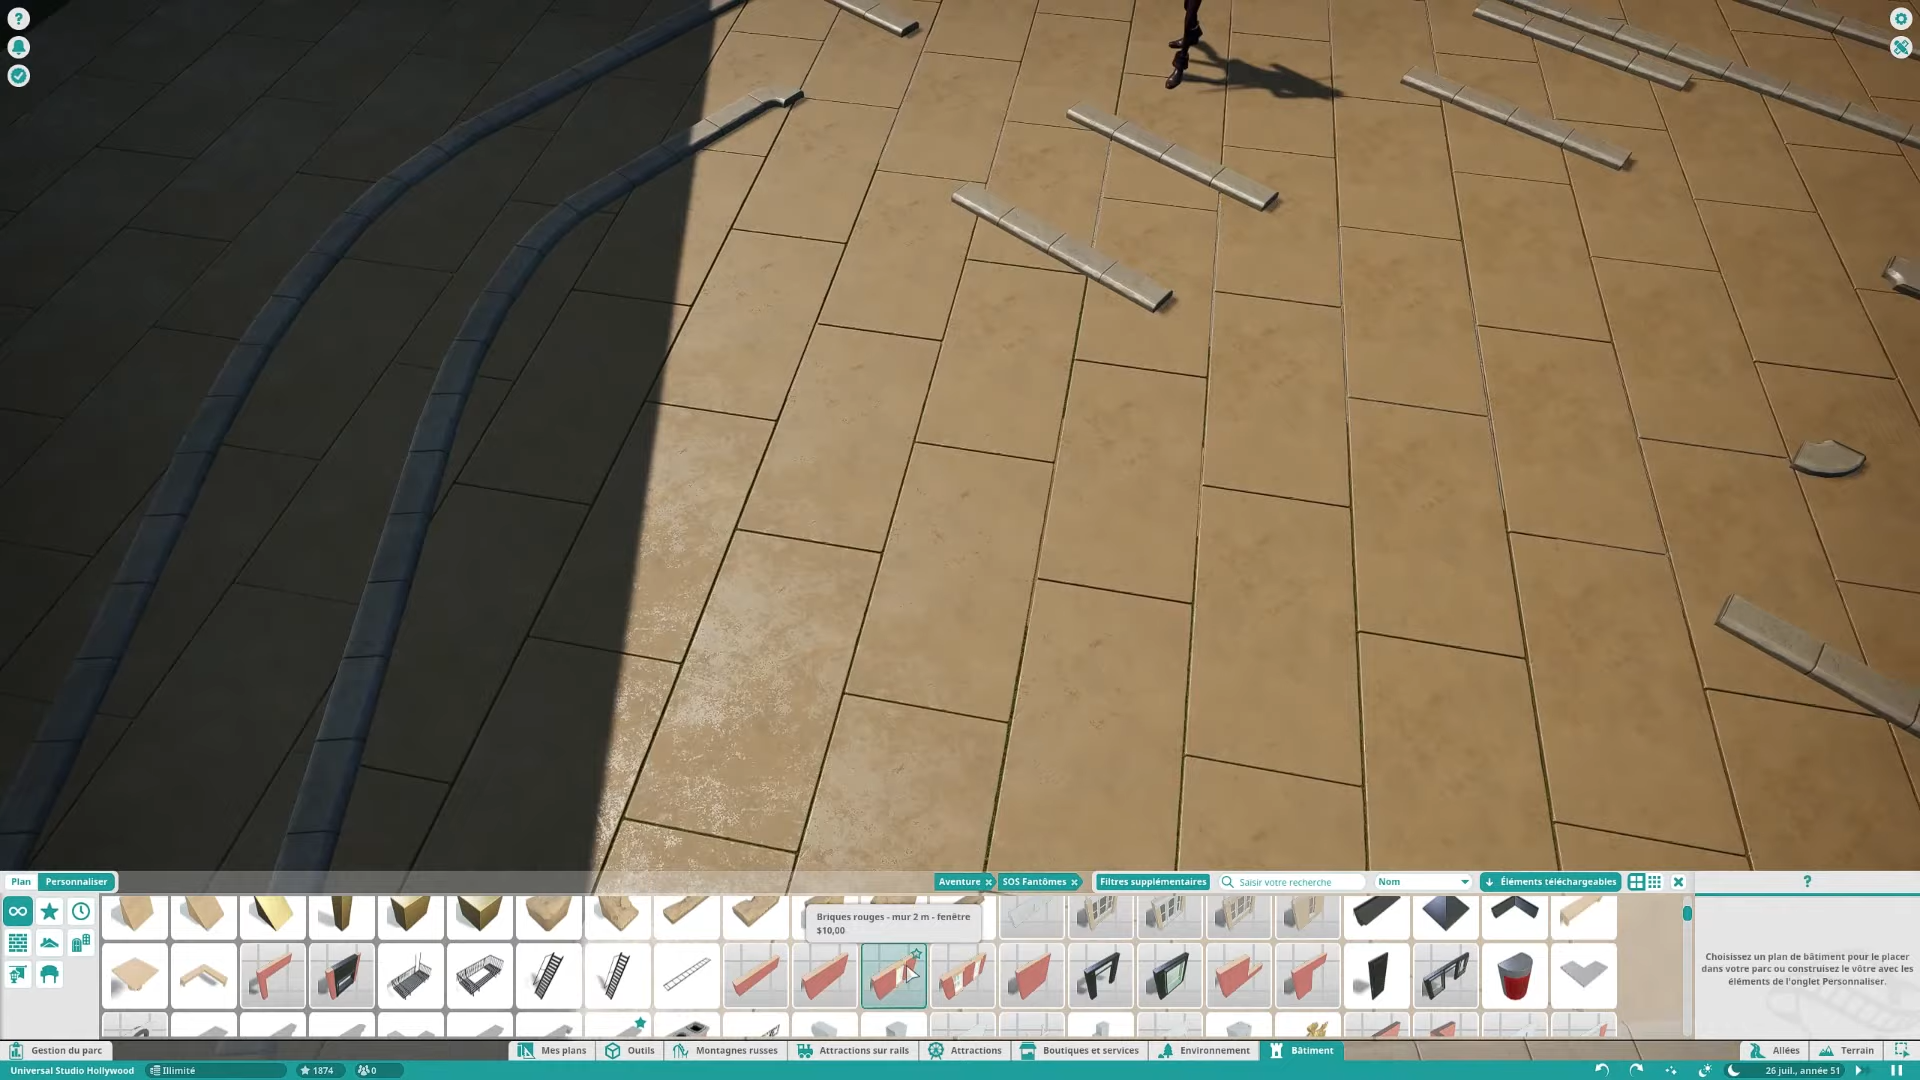 Plan
Personnaliser
Aventure
SOS Fantômes
Filtres supplémentaires
Saisir votre recherche
Nom
Éléments téléchargeables
?
Briques rouges - mur 2 m - fenêtre
$10,00
Choisissez un plan de bâtiment pour le placer
dans votre parc ou construisez le vôtre avec les
éléments de l'onglet Personnaliser.
Gestion du parc
Mes plans
Outils
Montagnes russes
Attractions sur rails
Attractions
Boutiques et services
Environnement
Bâtiment
Allées
Terrain
Universal Studio Hollywood
Illimité
1874
0
26 juil., année 51